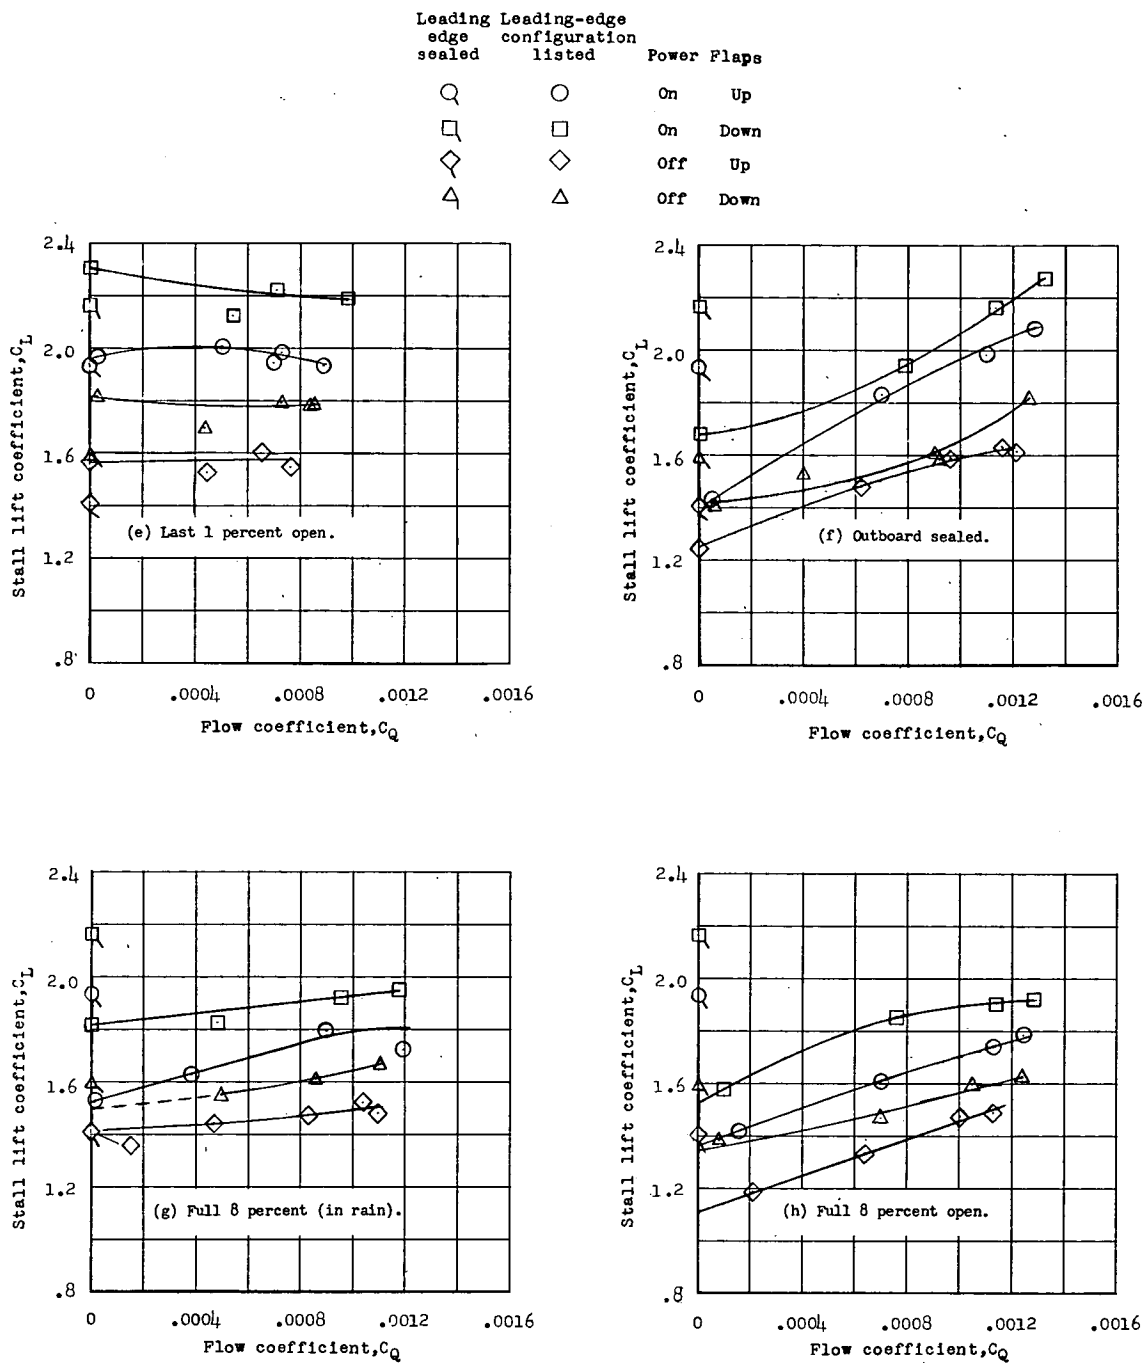 Leading Leading-edge
edge configuration
sealed listed Power Flaps
On Up
On Down
Off Up
Off Down
2.4
2.0
1.6
1.2
.8
Stall lift coefficient, C_L
(e) Last 1 percent open.
0 .0004 .0008 .0012 .0016
Flow coefficient, C_Q
2.4
2.0
1.6
1.2
.8
Stall lift coefficient, C_L
(f) Outboard sealed.
0 .0004 .0008 .0012 .0016
Flow coefficient, C_Q
2.4
2.0
1.6
1.2
.8
Stall lift coefficient, C_L
(g) Full 8 percent (in rain).
0 .0004 .0008 .0012 .0016
Flow coefficient, C_Q
2.4
2.0
1.6
1.2
.8
Stall lift coefficient, C_L
(h) Full 8 percent open.
0 .0004 .0008 .0012 .0016
Flow coefficient, C_Q